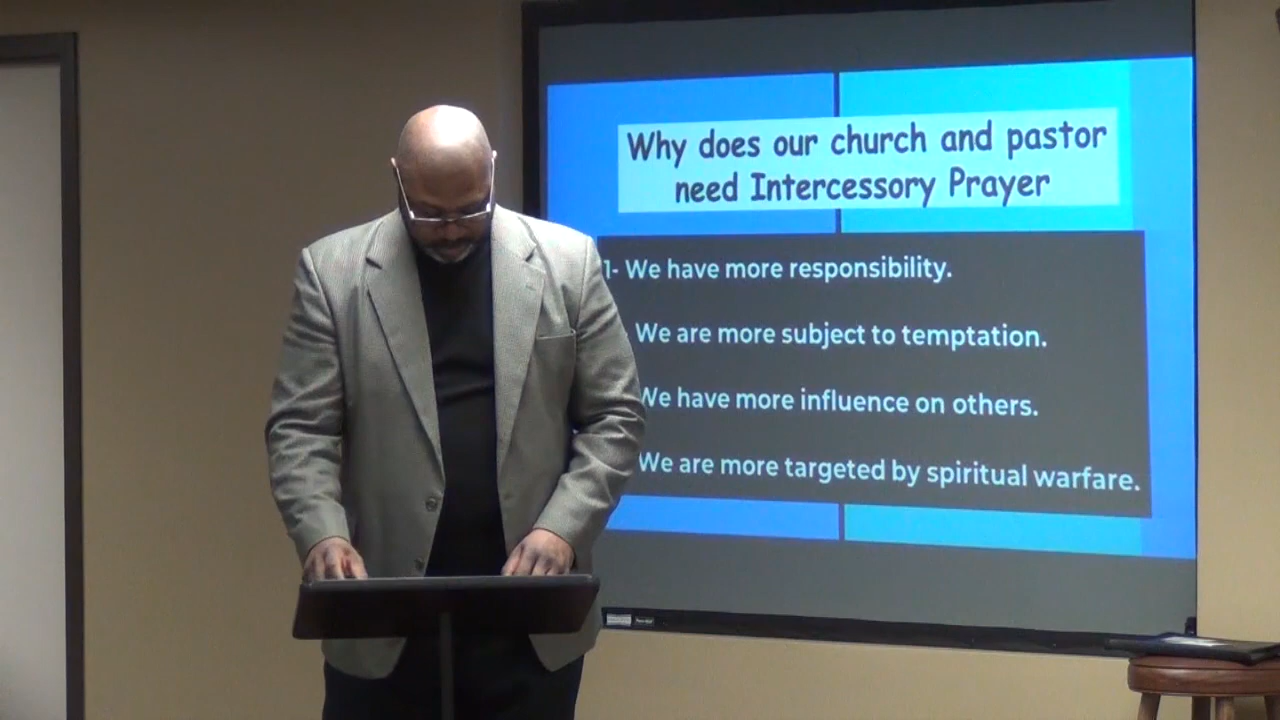 Why does our church and pastor
need Intercessory Prayer
1- We have more responsibility.
We are more subject to temptation.
We have more influence on others.
We are more targeted by spiritual warfare.